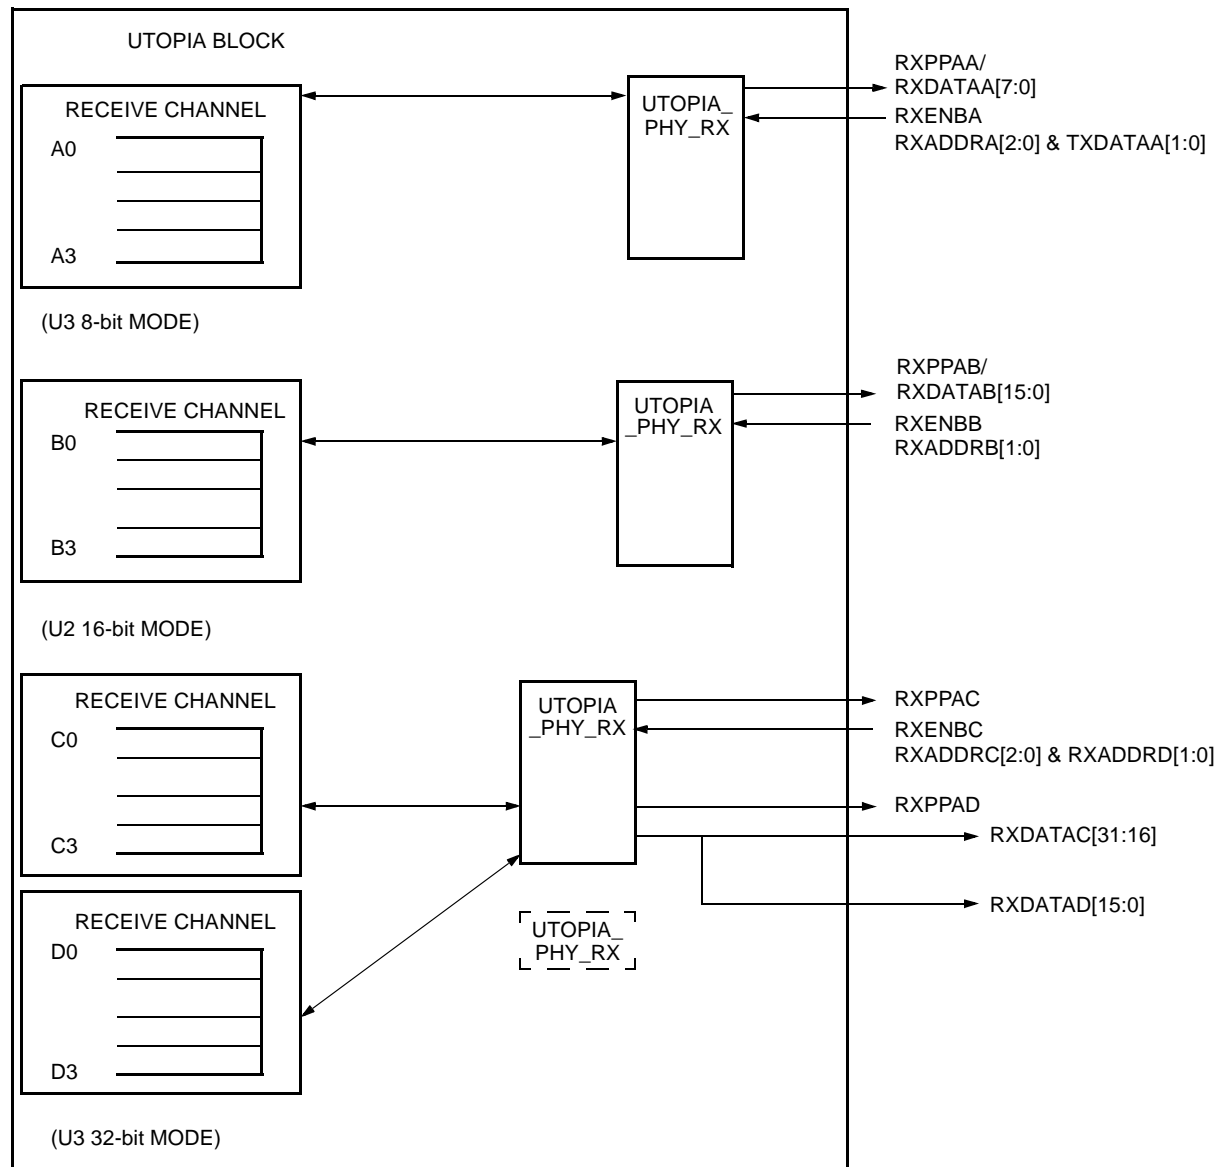 UTOPIA BLOCK
RECEIVE CHANNEL
A0
A3
(U3 8-bit MODE)
UTOPIA_
PHY_RX
RXPPAA/
RXDATAA[7:0]
RXENBA
RXADDRA[2:0] & TXDATAA[1:0]
RECEIVE CHANNEL
B0
B3
(U2 16-bit MODE)
UTOPIA
_PHY_RX
RXPPAB/
RXDATAB[15:0]
RXENBB
RXADDRB[1:0]
RECEIVE CHANNEL
C0
C3
UTOPIA
_PHY_RX
RXPPAC
RXENBC
RXADDRC[2:0] & RXADDRD[1:0]
RXPPAD
RXDATAC[31:16]
RXDATAD[15:0]
RECEIVE CHANNEL
D0
D3
UTOPIA_
PHY_RX
(U3 32-bit MODE)